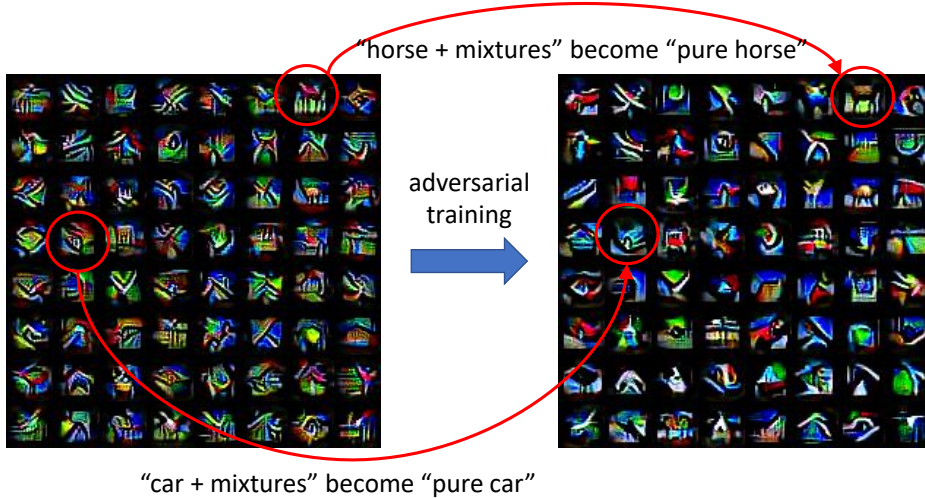 “horse + mixtures” become “pure horse”
adversarial
training
“car + mixtures” become “pure car”